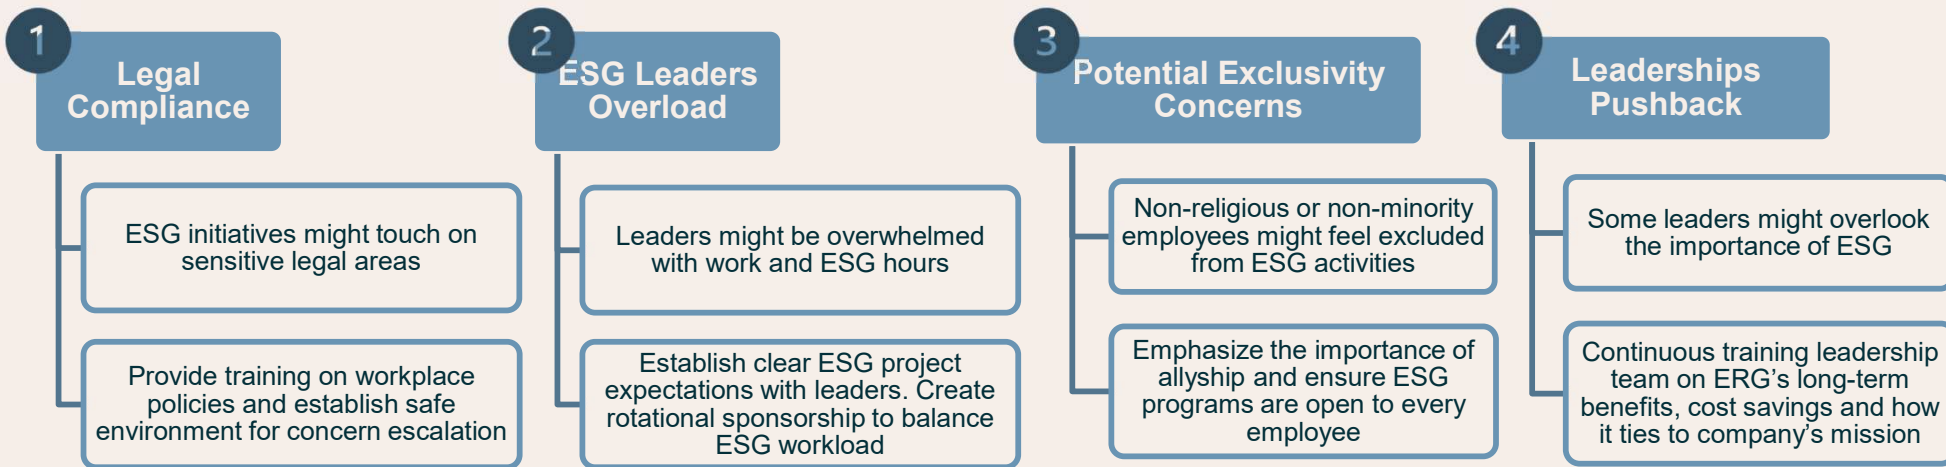 1
Legal
Compliance
ESG initiatives might touch on
sensitive legal areas
Provide training on workplace
policies and establish safe
environment for concern escalation
2
ESG Leaders
Overload
Leaders might be overwhelmed
with work and ESG hours
Establish clear ESG project
expectations with leaders. Create
rotational sponsorship to balance
ESG workload
3
Potential Exclusivity
Concerns
Non-religious or non-minority
employees might feel excluded
from ESG activities
Emphasize the importance of
allyship and ensure ESG
programs are open to every
employee
4
Leaderships
Pushback
Some leaders might overlook
the importance of ESG
Continuous training leadership
team on ERG’s long-term
benefits, cost savings and how
it ties to company’s mission